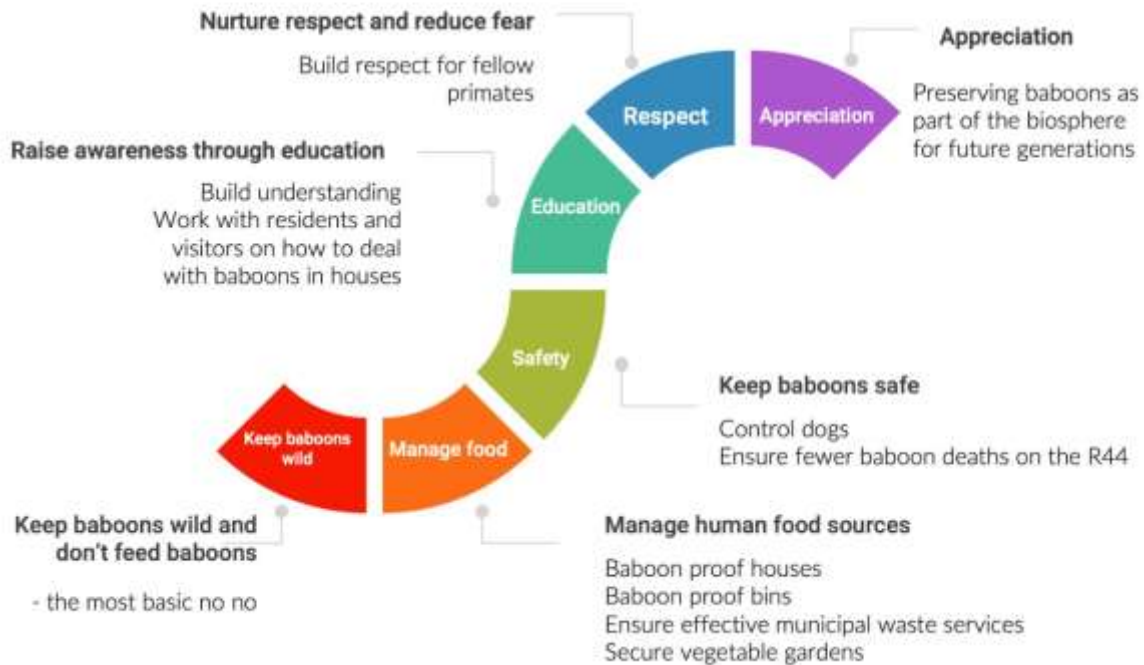 Nurture respect and reduce fear
Build respect for fellow
primates
Appreciation
Preserving baboons as
part of the biosphere
for future generations
Respect
Appreciation
Raise awareness through education
Build understanding
Work with residents and
visitors on how to deal
with baboons in houses
Education
Safety
Keep baboons safe
Control dogs
Ensure fewer baboon deaths on the R44
Keep baboons
wild
Manage food
Keep baboons wild and
don't feed baboons
- the most basic no no
Manage human food sources
Baboon proof houses
Baboon proof bins
Ensure effective municipal waste services
Secure vegetable gardens